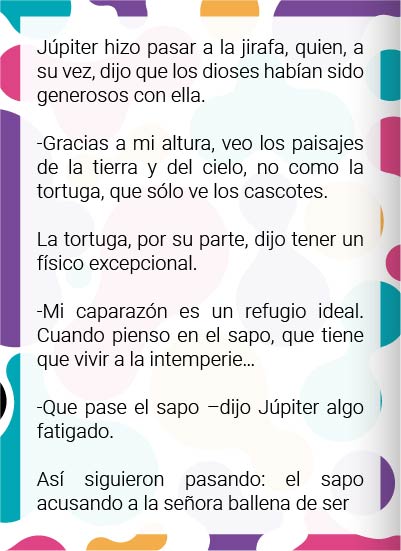 Júpiter hizo pasar a la jirafa, quien, a
su vez, dijo que los dioses habían sido
generosos con ella.
-Gracias a mi altura, veo los paisajes
de la tierra y del cielo, no como la
tortuga, que sólo ve los cascotes.
La tortuga, por su parte, dijo tener un
físico excepcional.
-Mi caparazón es un refugio ideal.
Cuando pienso en el sapo, que tiene
que vivir a la intemperie...
-Que pase el sapo –dijo Júpiter algo
fatigado.
Así siguieron pasando: el sapo
acusando a la señora ballena de ser